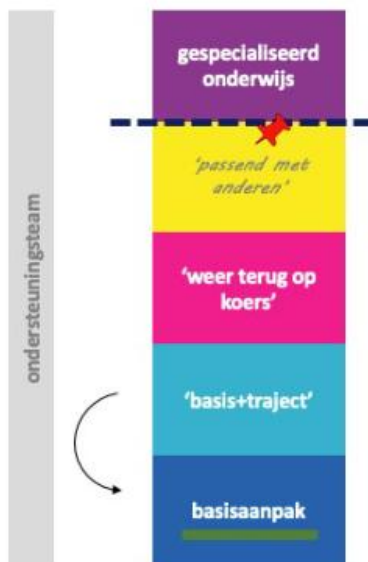 gespecialiseerd
onderwijs
'passend met
anderen'
'weer terug op
koers'
'basis+traject'
basisaanpak
ondersteuningsteam